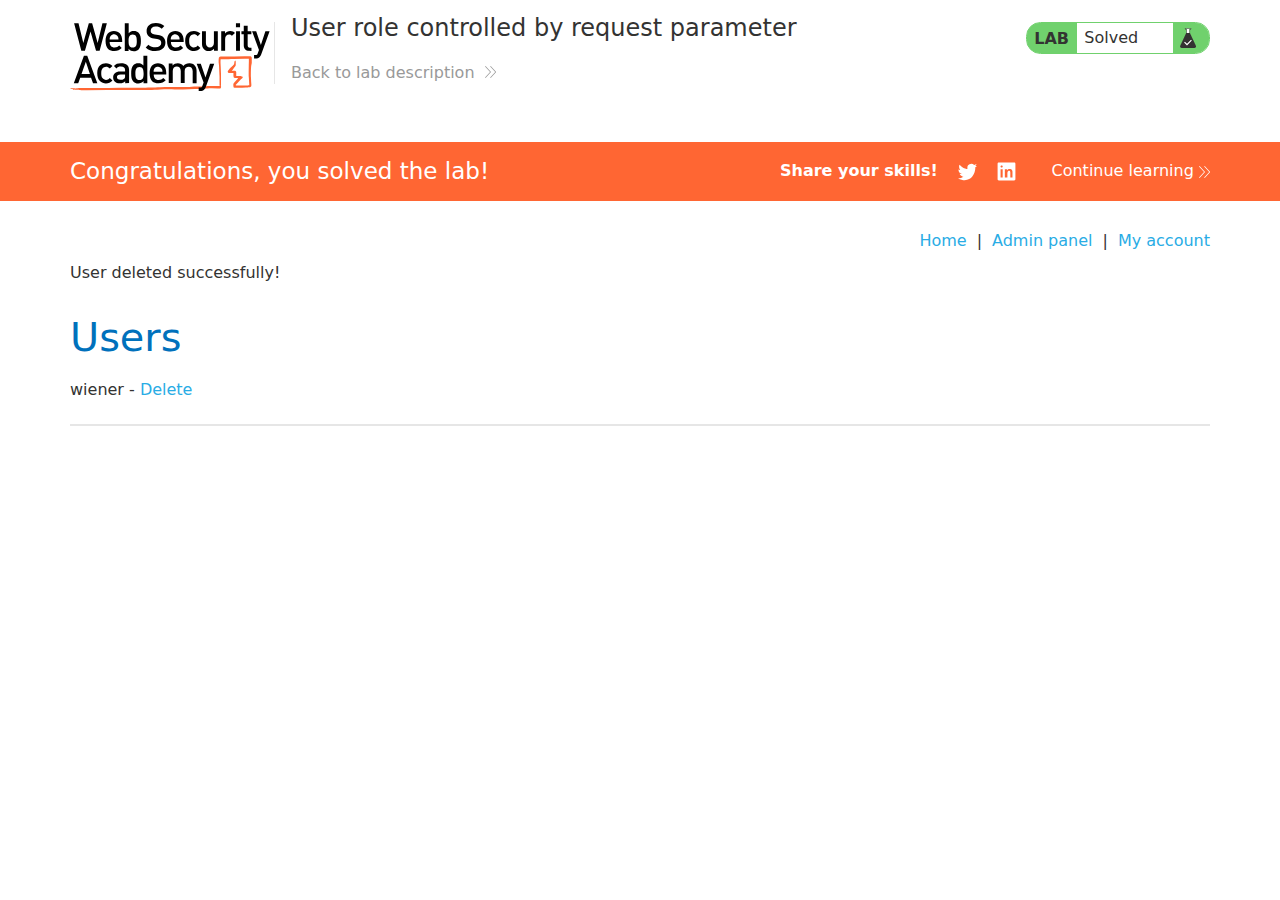 Web Security
Academy
User role controlled by request parameter
Back to lab description
LAB Solved
Congratulations, you solved the lab!
Share your skills!
Continue learning
Home | Admin panel | My account
User deleted successfully!
Users
wiener - Delete